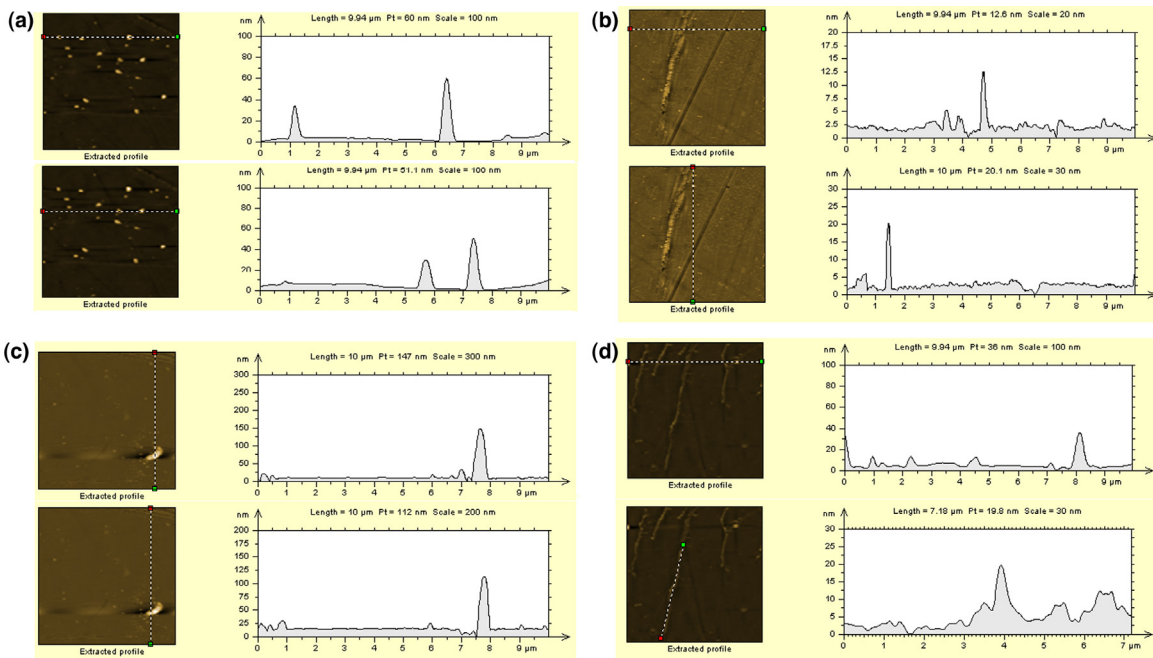 (a)
Length = 9.94 µm Pt = 60 nm Scale = 100 nm
nm
100
80
60
40
20
0
0 1 2 3 4 5 6 7 8 9 µm
Extracted profile
Length = 9.94 µm Pt = 51.1 nm Scale = 100 nm
nm
100
80
60
40
20
0
0 1 2 3 4 5 6 7 8 9 µm
Extracted profile
(b)
Length = 9.94 µm Pt = 12.6 nm Scale = 20 nm
nm
20
17.5
15
12.5
10
7.5
5
2.5
0
0 1 2 3 4 5 6 7 8 9 µm
Extracted profile
Length = 10 µm Pt = 20.1 nm Scale = 30 nm
nm
30
25
20
15
10
5
0
0 1 2 3 4 5 6 7 8 9 µm
Extracted profile
(c)
Length = 10 µm Pt = 147 nm Scale = 300 nm
nm
300
250
200
150
100
50
0
0 1 2 3 4 5 6 7 8 9 µm
Extracted profile
Length = 10 µm Pt = 112 nm Scale = 200 nm
nm
200
175
150
125
100
75
50
25
0
0 1 2 3 4 5 6 7 8 9 µm
Extracted profile
(d)
Length = 9.94 µm Pt = 36 nm Scale = 100 nm
nm
100
80
60
40
20
0
0 1 2 3 4 5 6 7 8 9 µm
Extracted profile
Length = 7.18 µm Pt = 19.8 nm Scale = 30 nm
nm
30
25
20
15
10
5
0
0 1 2 3 4 5 6 7 µm
Extracted profile